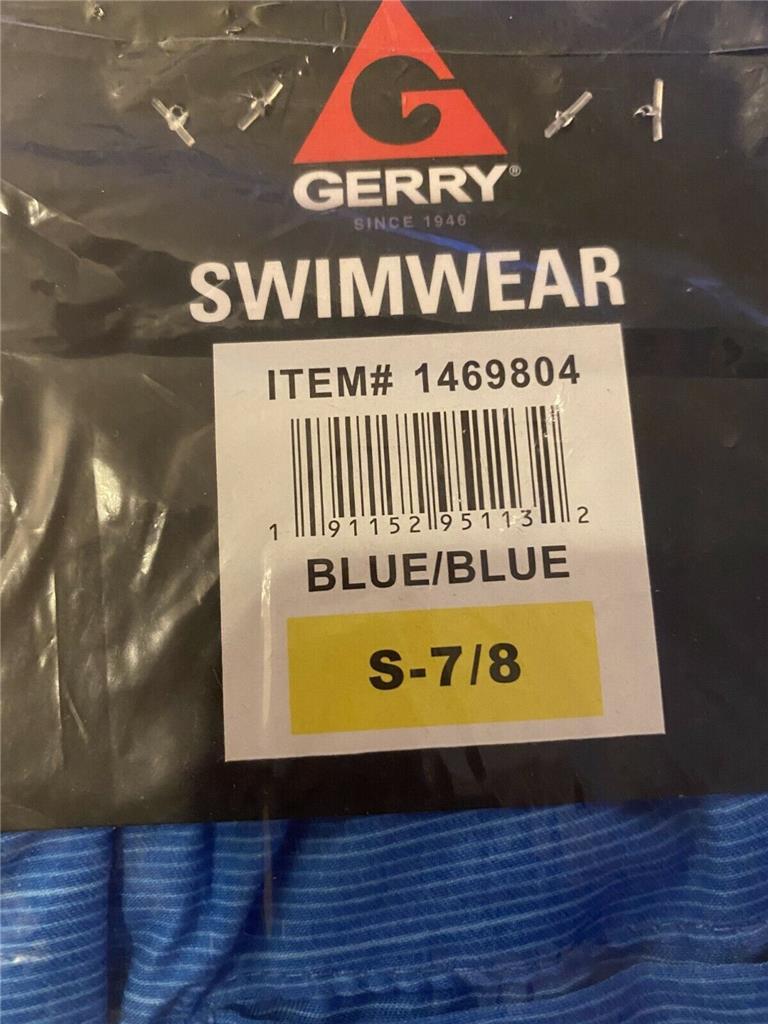 GERRY®
SINCE 1946
SWIMWEAR
ITEM# 1469804
1 91152 95113 2
BLUE/BLUE
S-7/8